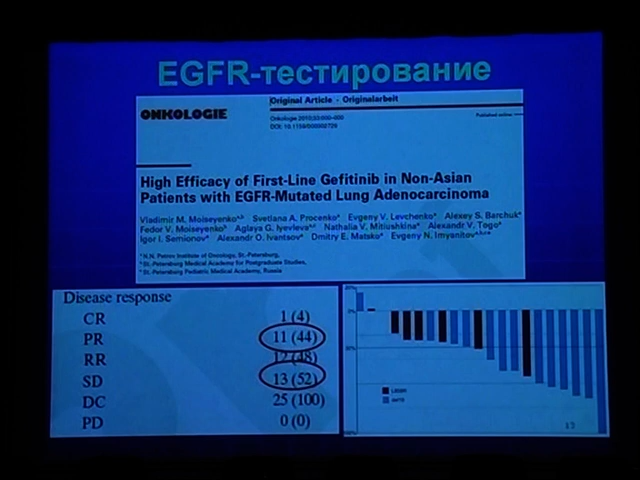 EGFR-тестирование
Original Article · Originalarbeit
ONKOLOGIE
Published online
High Efficacy of First-Line Gefitinib in Non-Asian
Patients with EGFR-Mutated Lung Adenocarcinoma
Vladimir M. Moiseyenko Svetlana A. Procenko Evgeny V. Levchenko Alexey S. Barchuk
Fedor V. Moiseyenko Aglaya G. Iyevleva Nathalia V. Mitiushkina Alexandr V. Togo
Igor I. Semionov Alexandr O. Ivantsov Dmitry E. Matsko Evgeny N. Imyanitov
N.N. Petrov Institute of Oncology, St.-Petersburg,
St.-Petersburg Medical Academy for Postgraduate Studies,
St.-Petersburg Pediatric Medical Academy, Russia
Disease response
CR 1 (4)
PR 11 (44)
RR 12 (48)
SD 13 (52)
DC 25 (100)
PD 0 (0)
L858R
13